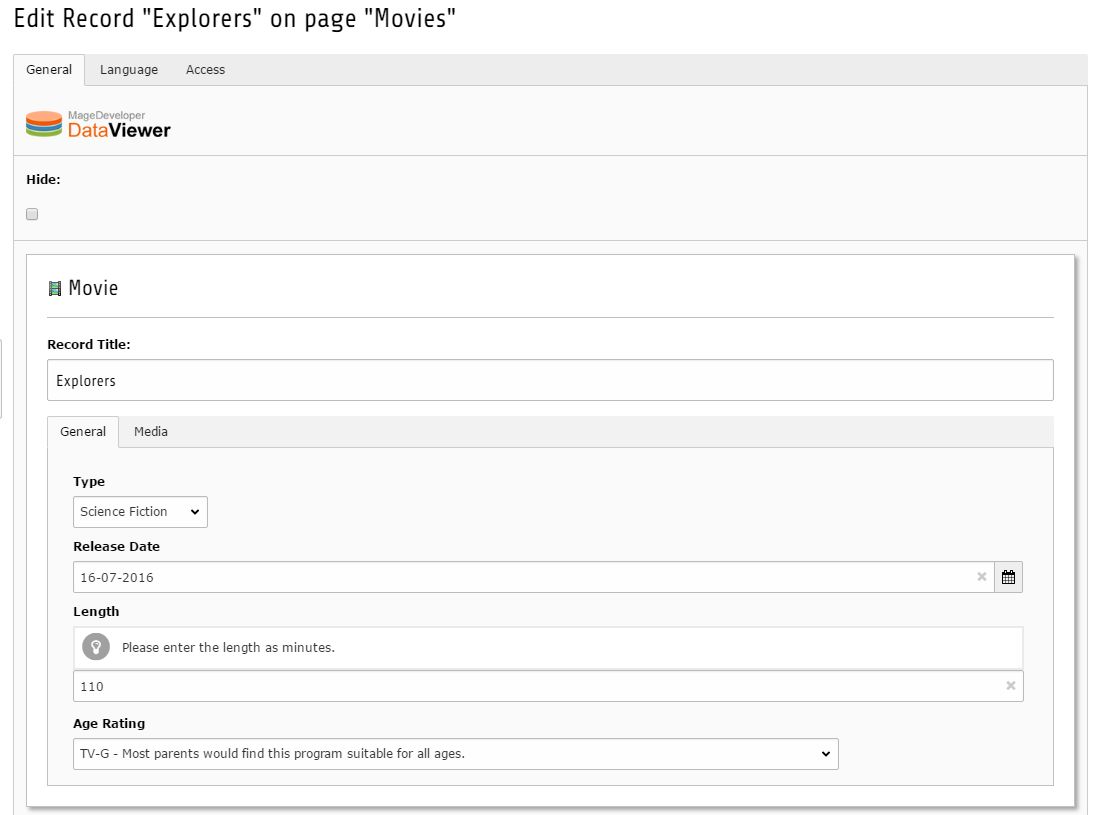 Edit Record "Explorers" on page "Movies"
General Language Access
MageDeveloper
DataViewer
Hide:
Movie
Record Title:
Explorers
General Media
Type
Science Fiction
Release Date
16-07-2016
Length
Please enter the length as minutes.
110
Age Rating
TV-G - Most parents would find this program suitable for all ages.